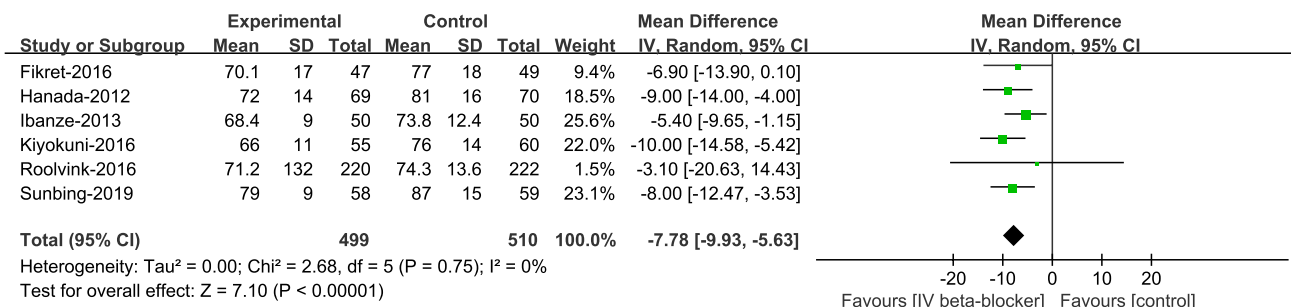 Experimental Control Mean Difference Mean Difference
Study or Subgroup Mean SD Total Mean SD Total Weight IV, Random, 95% CI IV, Random, 95% CI
Fikret-2016 70.1 17 47 77 18 49 9.4% -6.90 [-13.90, 0.10]
Hanada-2012 72 14 69 81 16 70 18.5% -9.00 [-14.00, -4.00]
Ibanze-2013 68.4 9 50 73.8 12.4 50 25.6% -5.40 [-9.65, -1.15]
Kiyokuni-2016 66 11 55 76 14 60 22.0% -10.00 [-14.58, -5.42]
Roolvink-2016 71.2 132 220 74.3 13.6 222 1.5% -3.10 [-20.63, 14.43]
Sunbing-2019 79 9 58 87 15 59 23.1% -8.00 [-12.47, -3.53]
Total (95% CI) 499 510 100.0% -7.78 [-9.93, -5.63]
Heterogeneity: Tau² = 0.00; Chi² = 2.68, df = 5 (P = 0.75); I² = 0%
Test for overall effect: Z = 7.10 (P < 0.00001)
-20 -10 0 10 20
Favours [IV beta-blocker] Favours [control]